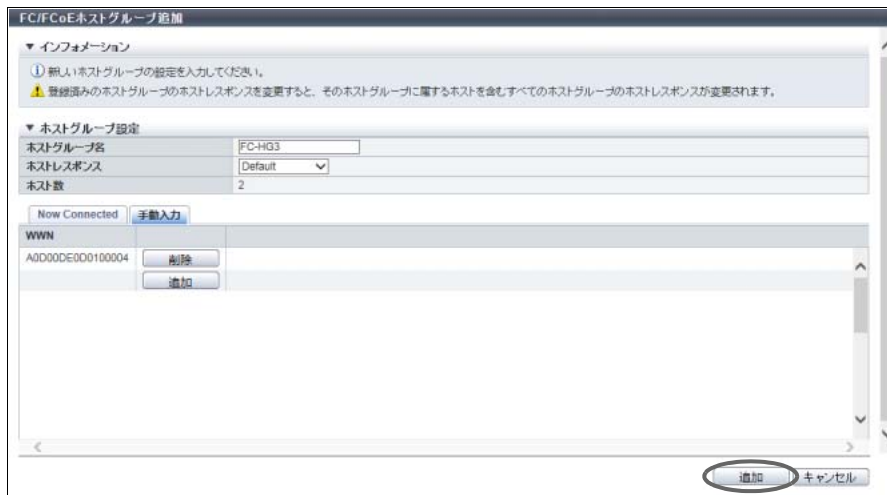 FC/FCoEホストグループ追加
▼ インフォメーション
新しいホストグループの設定を入力してください。
登録済みのホストグループのホストレスポンスを変更すると、そのホストグループに属するホストを含むすべてのホストグループのホストレスポンスが変更されます。
▼ ホストグループ設定
ホストグループ名 FC-HG3
ホストレスポンス Default
ホスト数 2
Now Connected 手動入力
WWN
A0D00DE0D0100004 削除
追加
追加 キャンセル